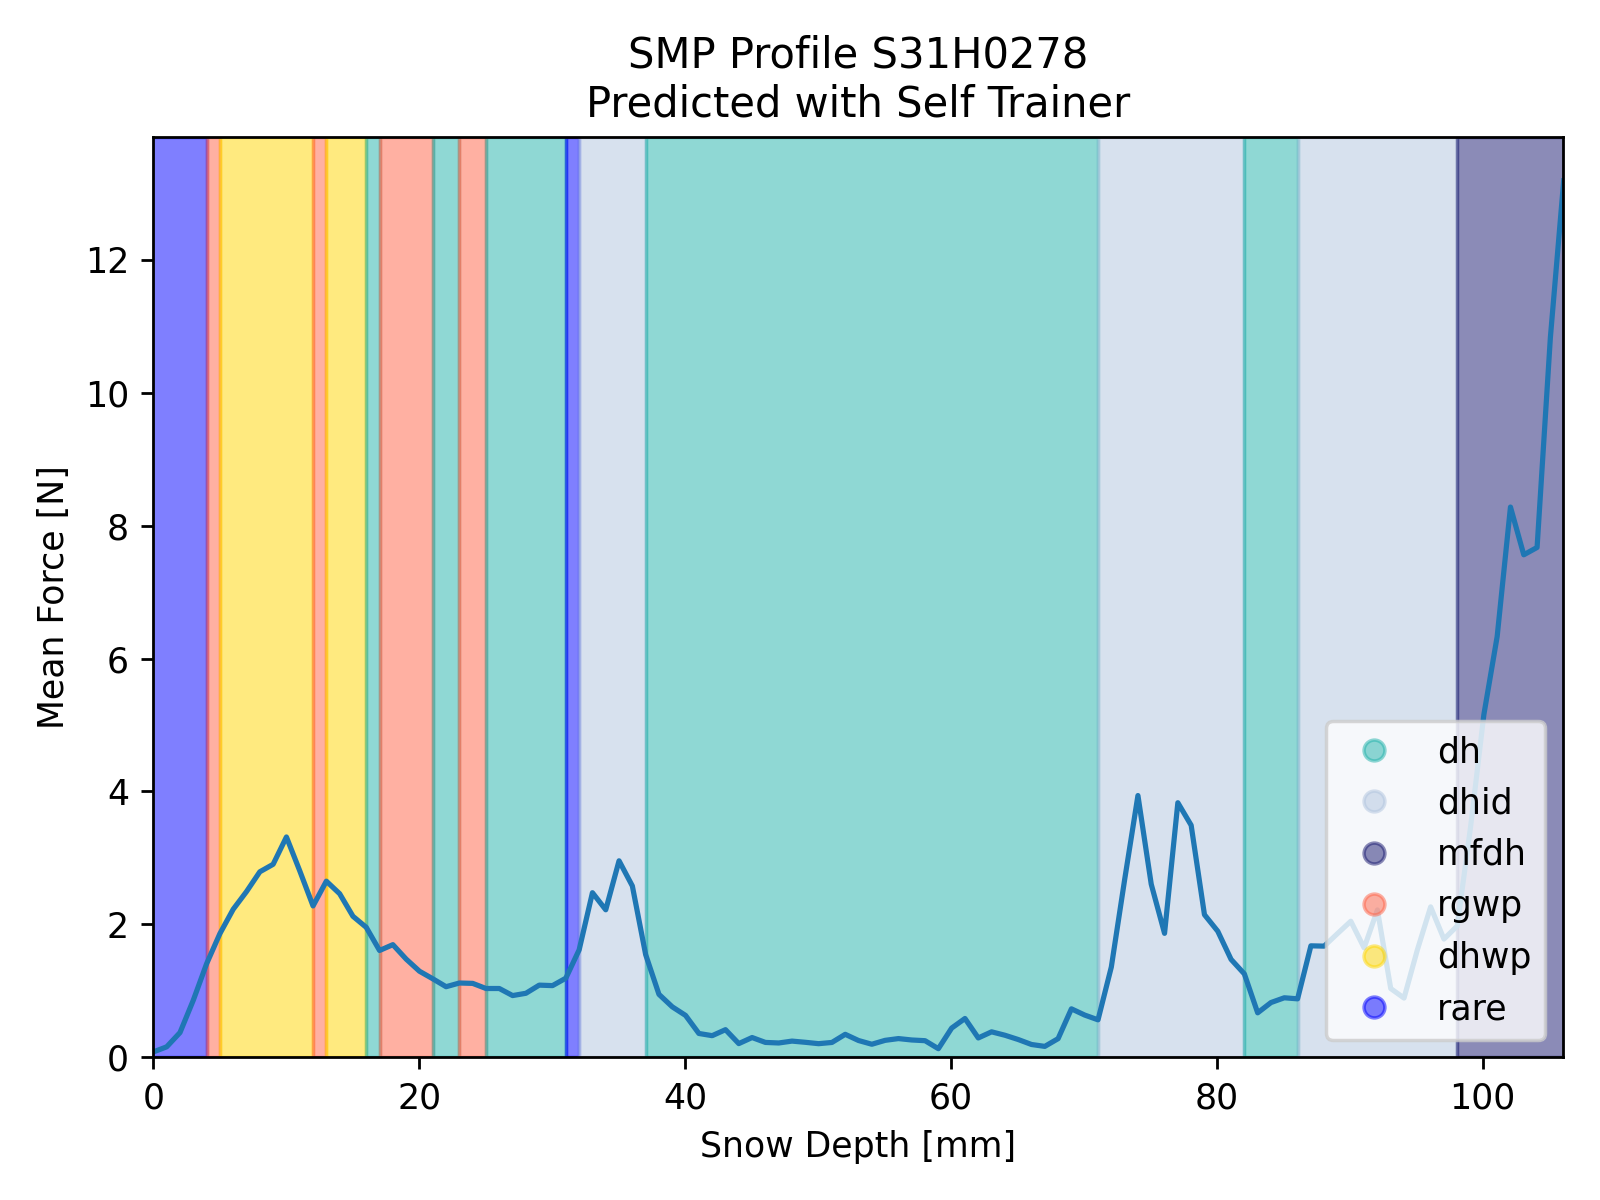 SMP Profile S31H0278
Predicted with Self Trainer
Mean Force [N]
12
10
8
6
4
2
0
dh
dhid
mfdh
rgwp
dhwp
rare
0 20 40 60 80 100
Snow Depth [mm]